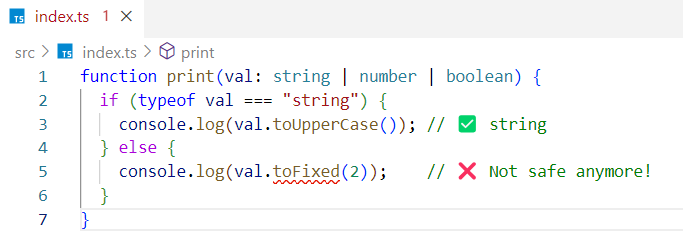 TS index.ts 1 ×
src > TS index.ts > print
1 function print(val: string | number | boolean) {
2 if (typeof val === "string") {
3 console.log(val.toUpperCase()); // ✅ string
4 } else {
5 console.log(val.toFixed(2)); // ❌ Not safe anymore!
6 }
7 }